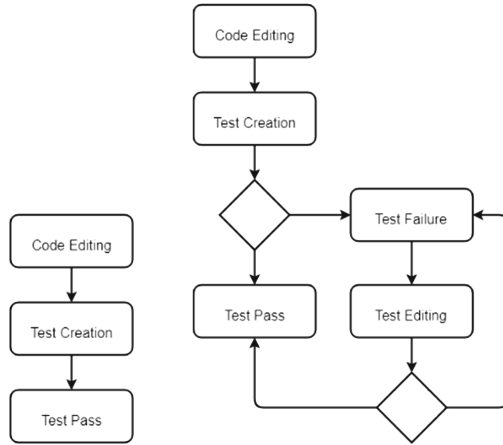 Code Editing
Test Creation
Test Pass
Code Editing
Test Creation
Test Failure
Test Pass
Test Editing